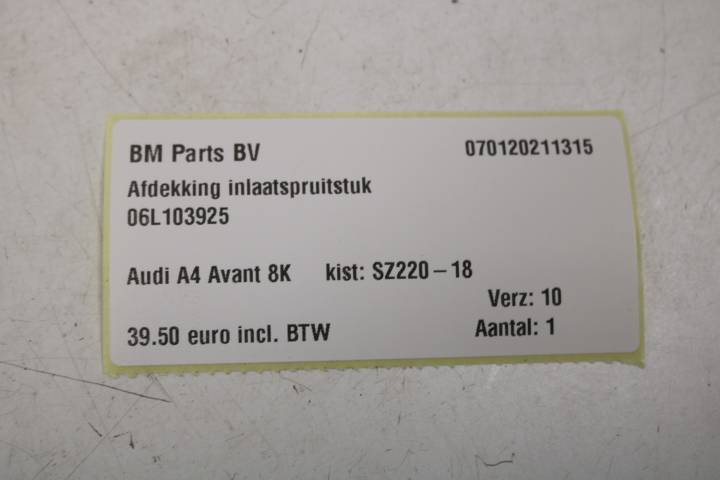 BM Parts BV 070120211315
Afdekking inlaatspruitstuk
06L103925
Audi A4 Avant 8K kist: SZ220-18
Verz: 10
39.50 euro incl. BTW Aantal: 1